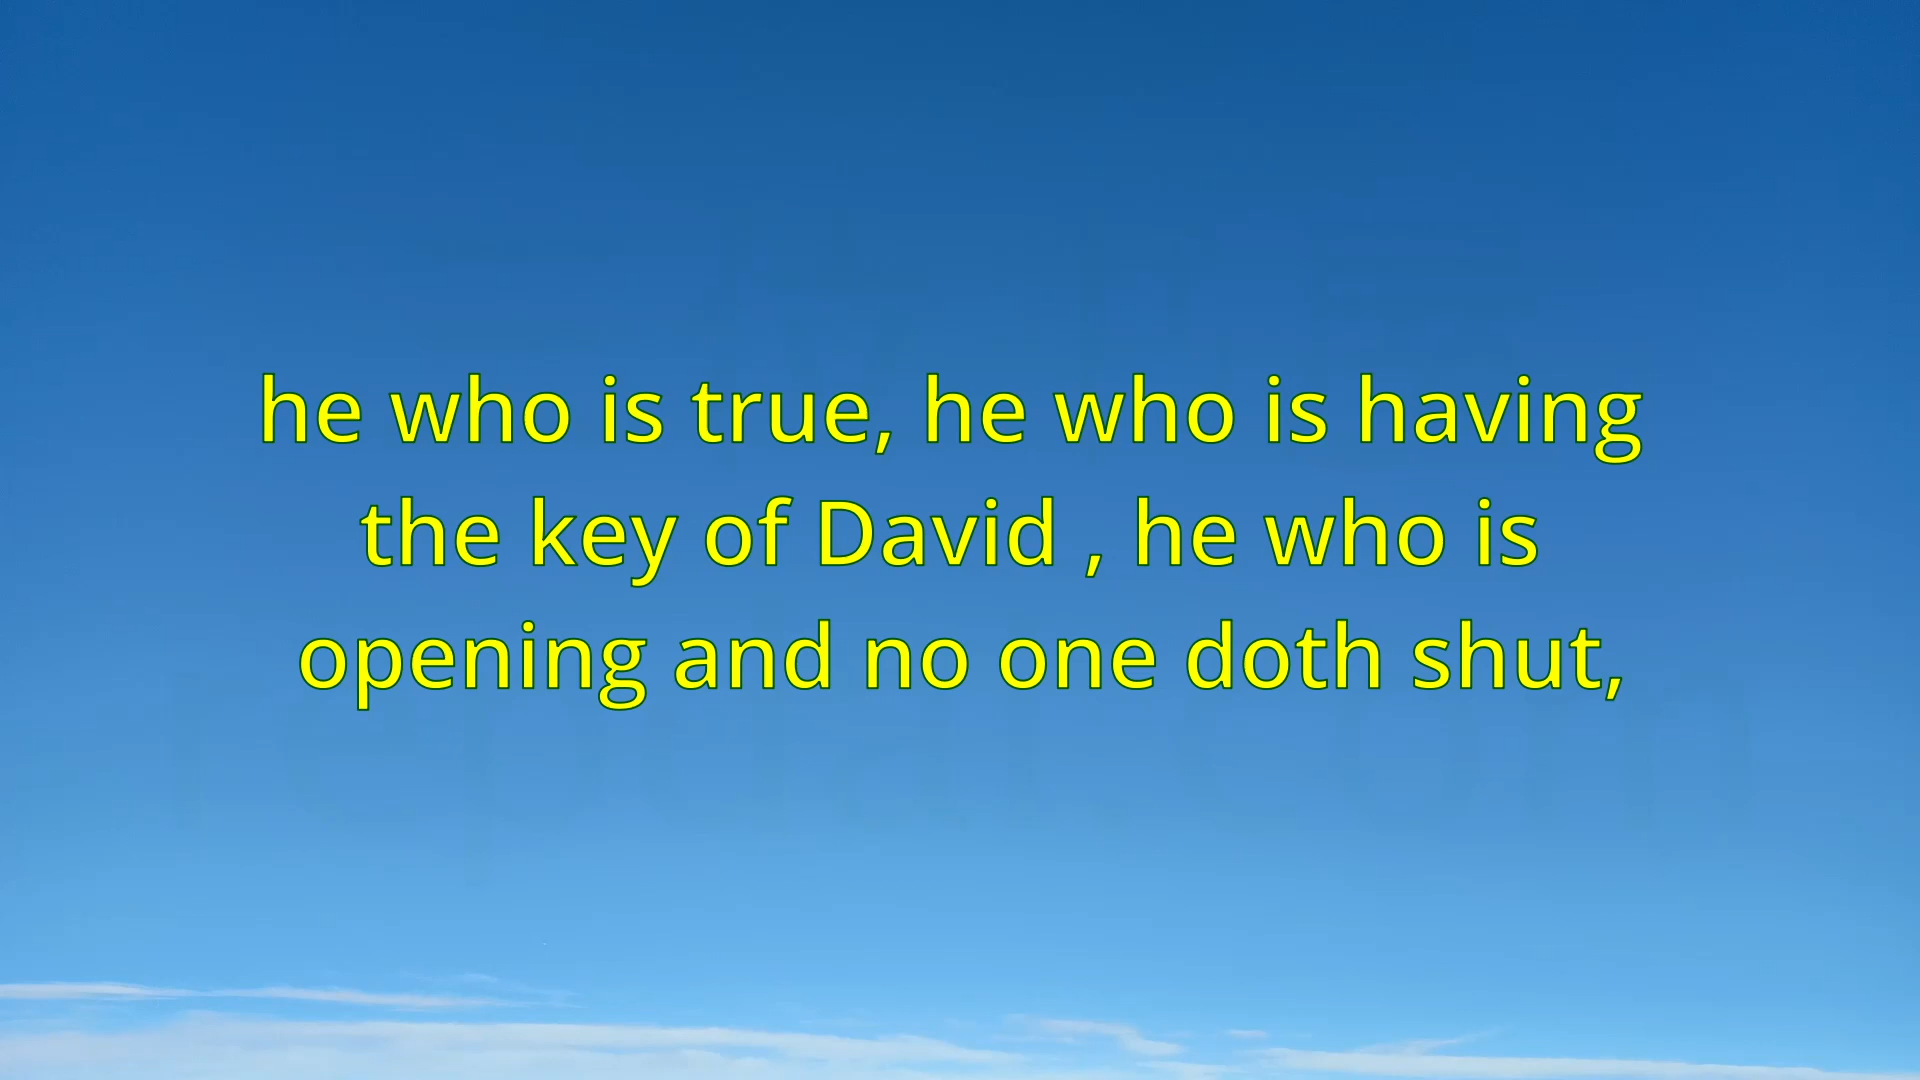 he who is true, he who is having
the key of David , he who is
opening and no one doth shut,